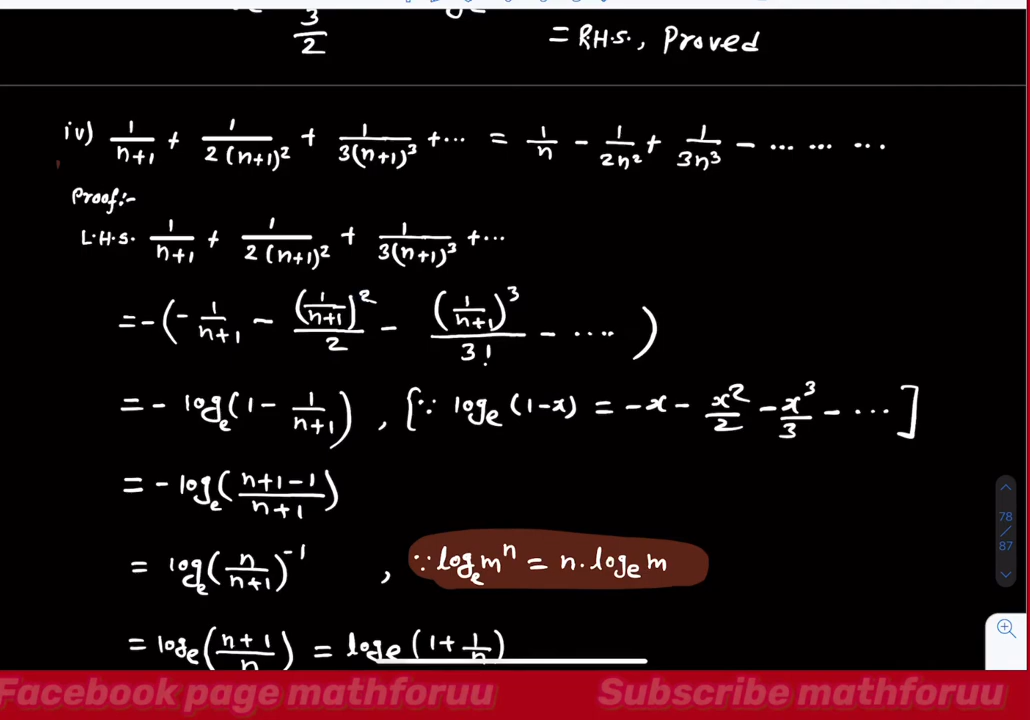 3/2
= R.H.S., Proved
iv) 1/(n+1) + 1/(2(n+1)²) + 1/(3(n+1)³) +... = 1/n - 1/(2n²) + 1/(3n³) - ... ... ...
Proof:-
L.H.S. 1/(n+1) + 1/(2(n+1)²) + 1/(3(n+1)³) +...
= -(-1/(n+1) - (1/(n+1))²/2 - (1/(n+1))³/3! - ....)
= - logₑ(1 - 1/(n+1)), [∵ logₑ(1-x) = -x - x²/2 - x³/3 - ...]
= - logₑ((n+1-1)/(n+1))
= logₑ(n/(n+1))⁻¹ , ∵ logₑmⁿ = n. logₑm
= logₑ((n+1)/n) = logₑ(1+ 1/n)
78
/
87
Facebook page mathforuu Subscribe mathforuu